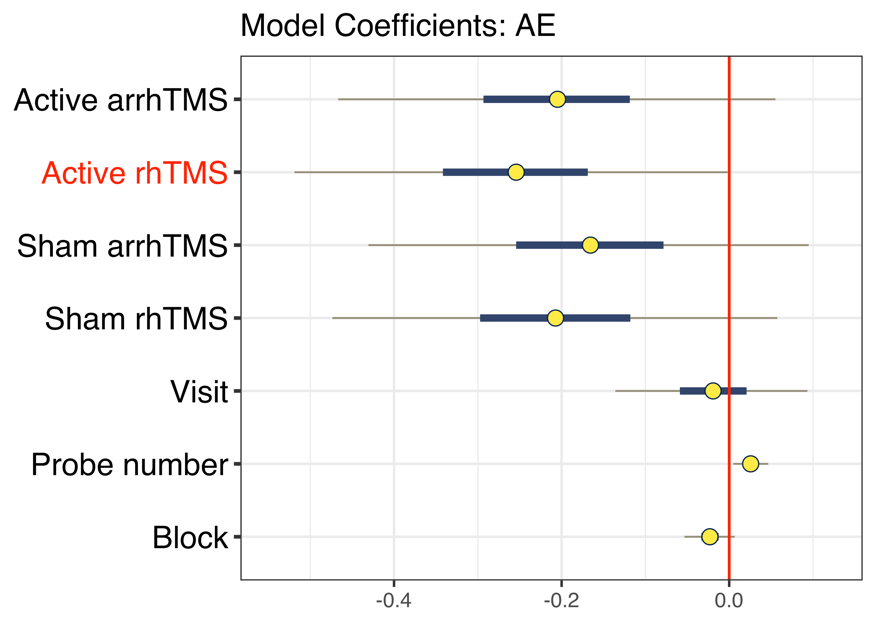 Model Coefficients: AE
Active arrhTMS
Active rhTMS
Sham arrhTMS
Sham rhTMS
Visit
Probe number
Block
-0.4 -0.2 0.0